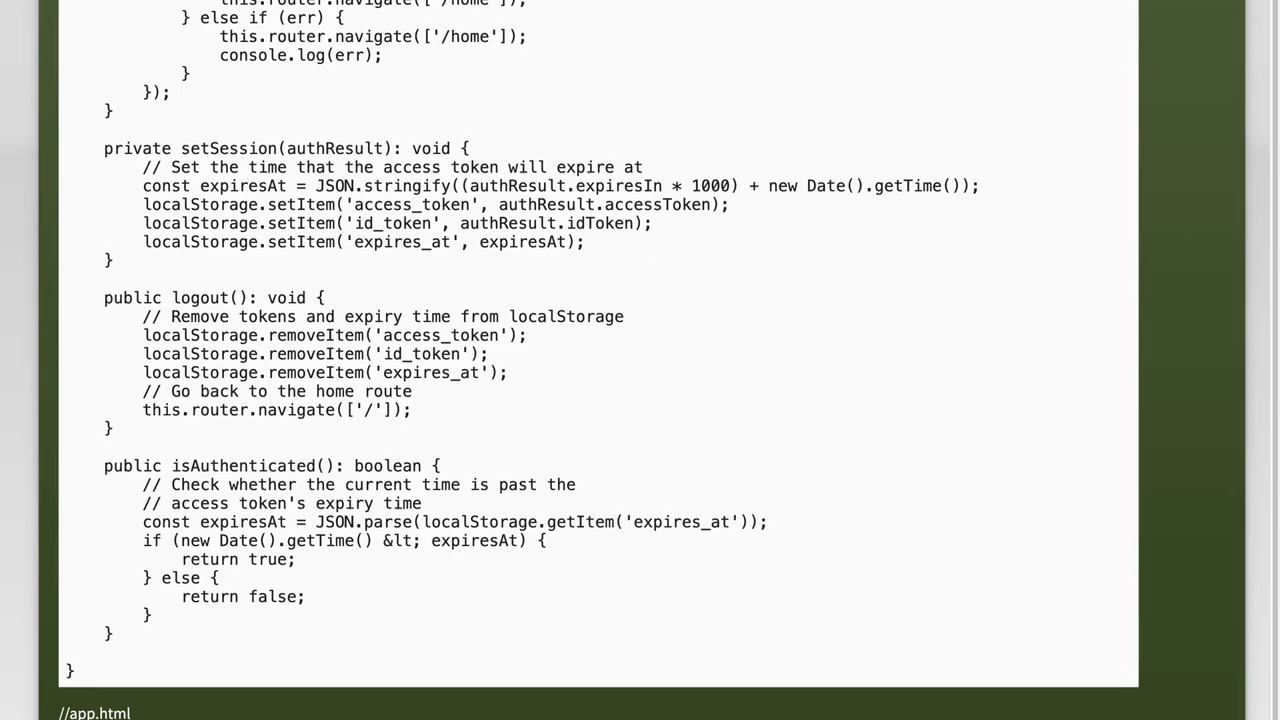 this.router.navigate(['/home']);
} else if (err) {
this.router.navigate(['/home']);
console.log(err);
}
});
}
private setSession(authResult): void {
// Set the time that the access token will expire at
const expiresAt = JSON.stringify((authResult.expiresIn * 1000) + new Date().getTime());
localStorage.setItem('access_token', authResult.accessToken);
localStorage.setItem('id_token', authResult.idToken);
localStorage.setItem('expires_at', expiresAt);
}
public logout(): void {
// Remove tokens and expiry time from localStorage
localStorage.removeItem('access_token');
localStorage.removeItem('id_token');
localStorage.removeItem('expires_at');
// Go back to the home route
this.router.navigate(['/']);
}
public isAuthenticated(): boolean {
// Check whether the current time is past the
// access token's expiry time
const expiresAt = JSON.parse(localStorage.getItem('expires_at'));
if (new Date().getTime() &lt; expiresAt) {
return true;
} else {
return false;
}
}
}
//app.html